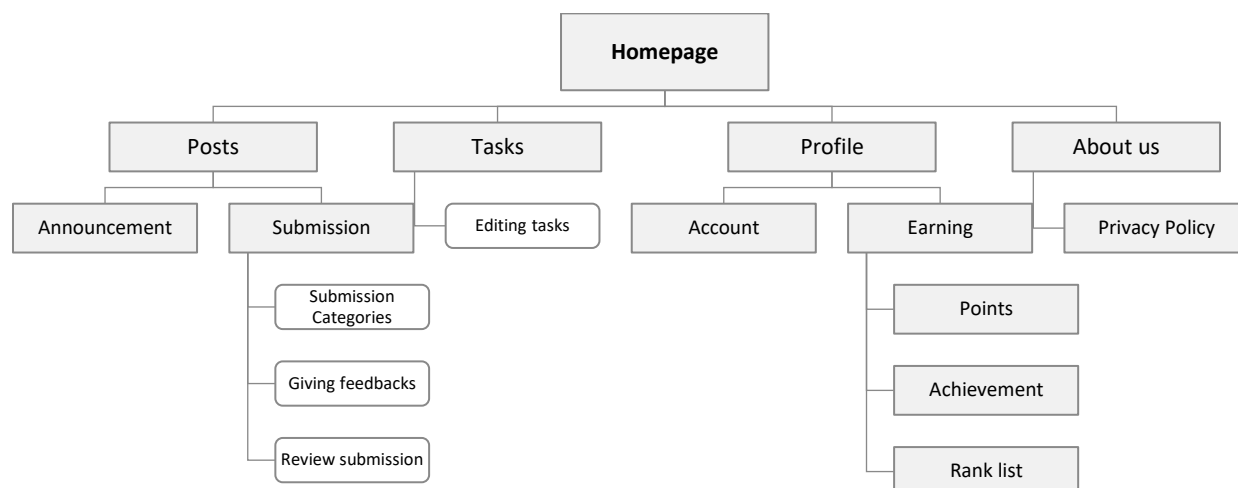 Homepage
Posts
Tasks
Profile
About us
Announcement
Submission
Editing tasks
Account
Earning
Privacy Policy
Submission
Categories
Points
Giving feedbacks
Achievement
Review submission
Rank list